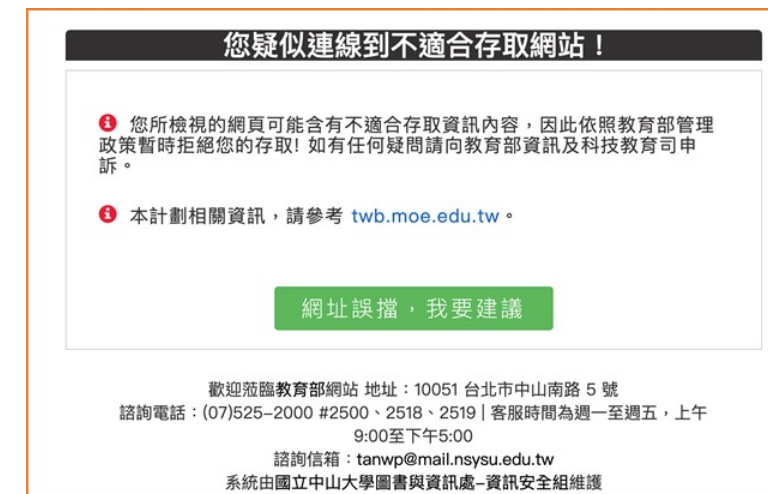 您疑似連線到不適合存取網站！
您所檢視的網頁可能含有不適合存取資訊內容，因此依照教育部管理
政策暫時拒絕您的存取! 如有任何疑問請向教育部資訊及科技教育司申
訴。
本計劃相關資訊，請參考 twb.moe.edu.tw。
網址誤擋，我要建議
歡迎蒞臨教育部網站 地址：10051 台北市中山南路 5 號
諮詢電話：(07)525-2000 #2500、2518、2519 | 客服時間為週一至週五，上午
9:00至下午5:00
諮詢信箱：tanwp@mail.nsysu.edu.tw
系統由國立中山大學圖書與資訊處-資訊安全組維護